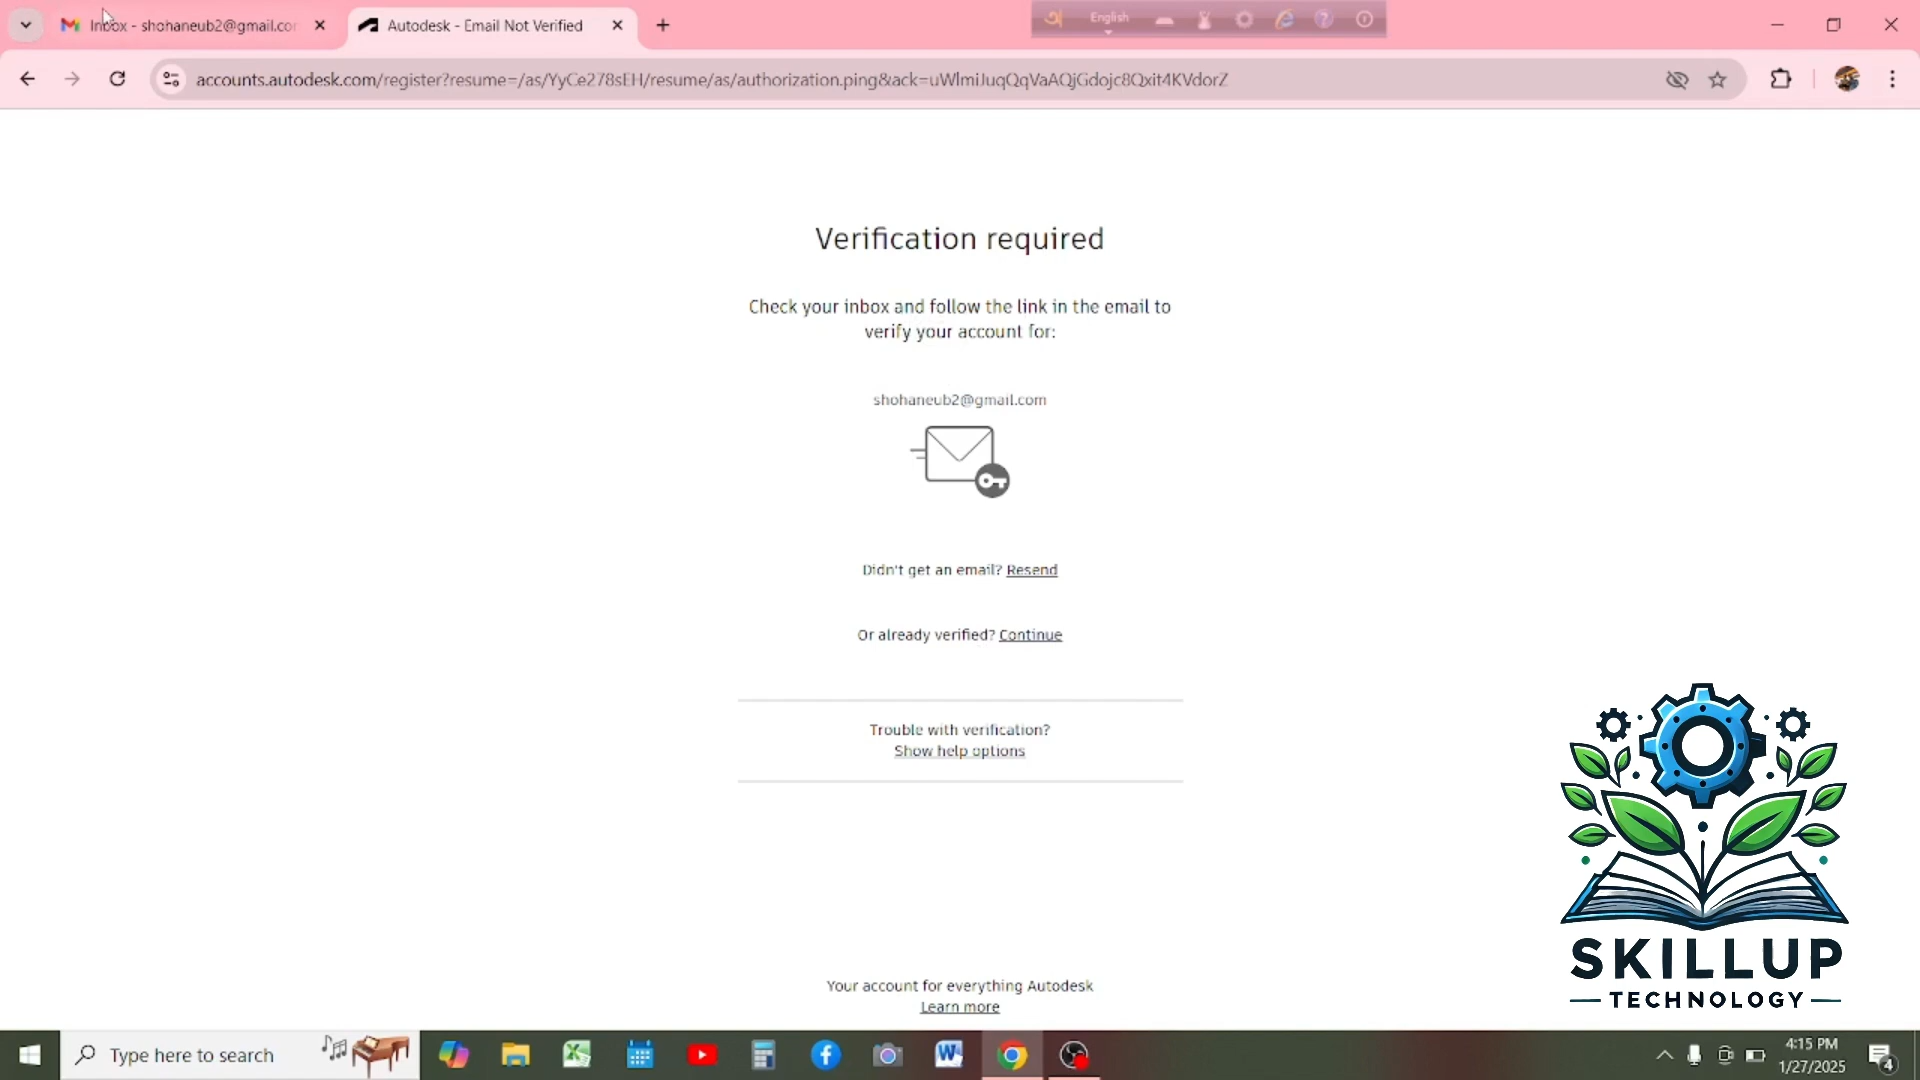 Inbox - shohaneub2@gmail.co
Autodesk - Email Not Verified
English
accounts.autodesk.com/register?resume=/as/YyCe278sEH/resume/as/authorization.ping&ack=uWlmiJuqQqVaAQjGdojc8Qxit4KVdorZ
Verification required
Check your inbox and follow the link in the email to
verify your account for:
shohaneub2@gmail.com
Didn't get an email? Resend
Or already verified? Continue
Trouble with verification?
Show help options
SKILLUP
TECHNOLOGY
Your account for everything Autodesk
Learn more
Type here to search
4:15 PM
1/27/2025
4